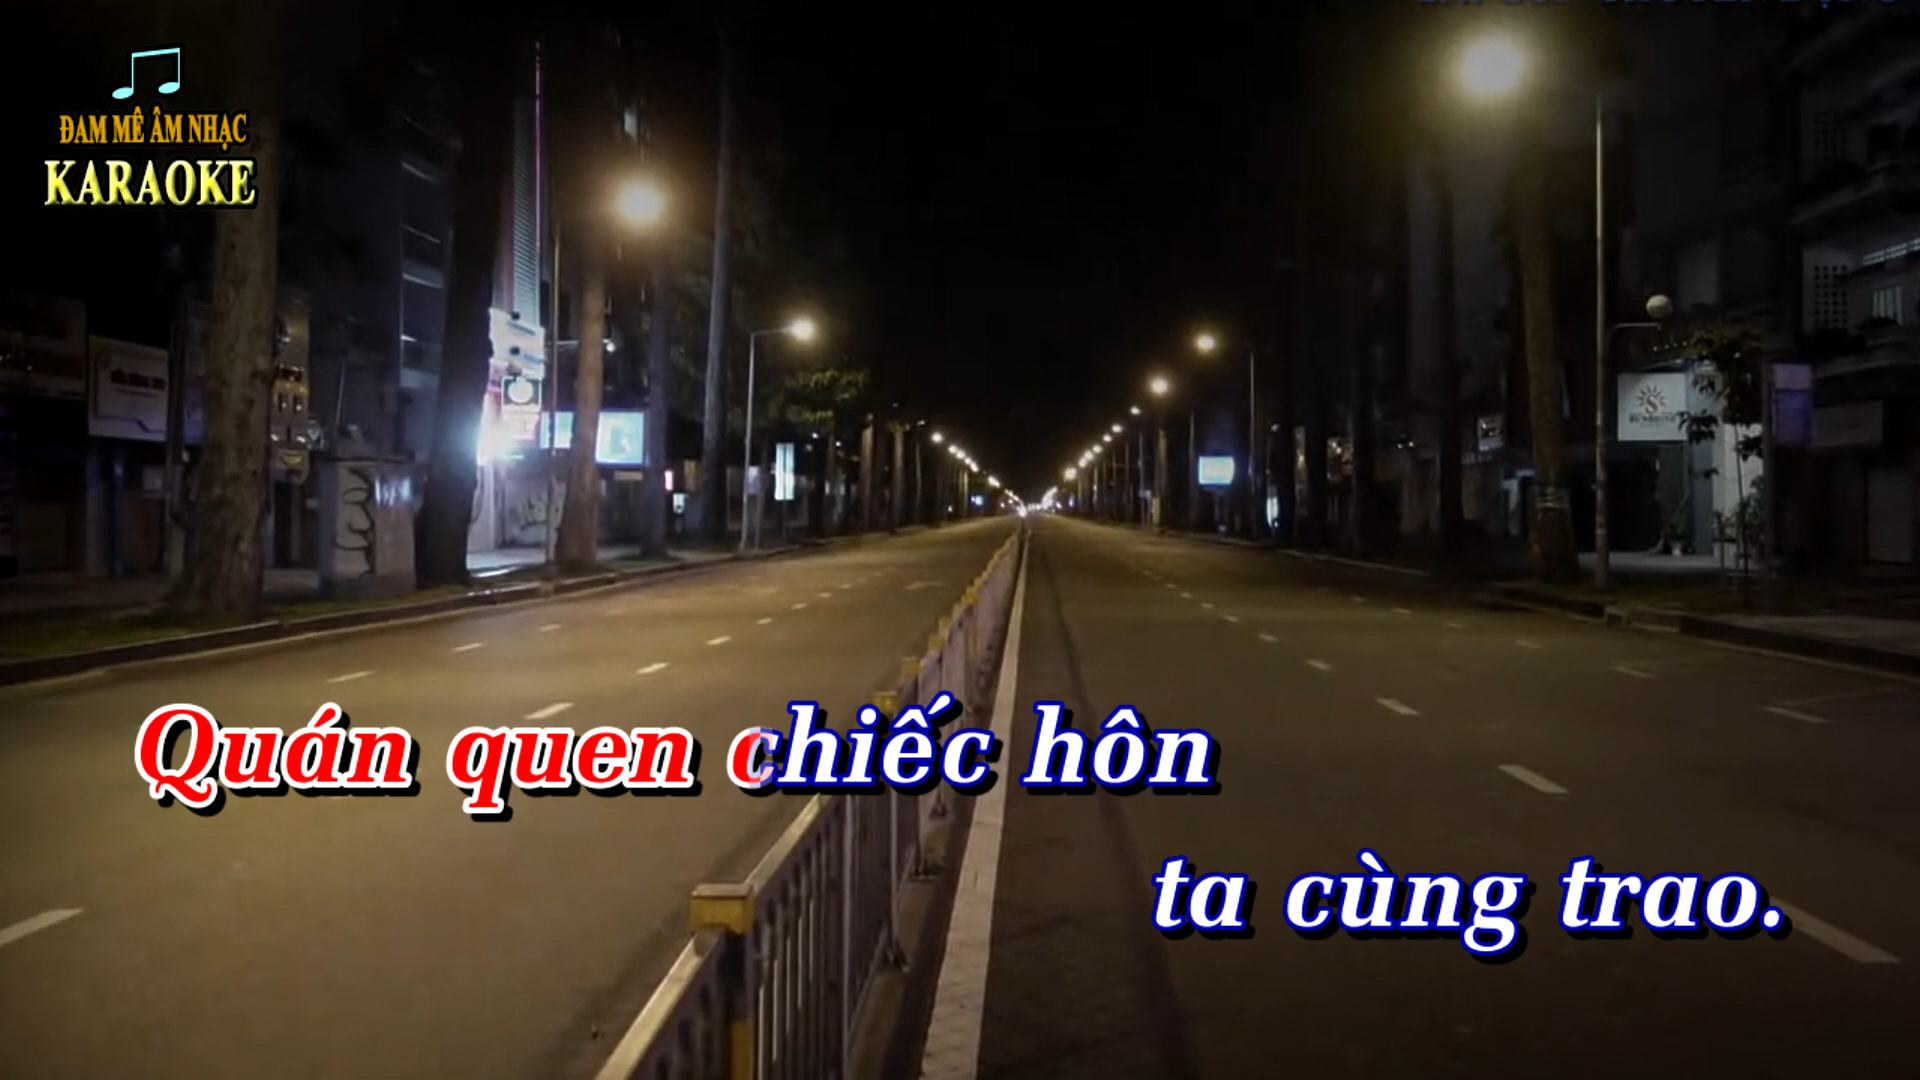 ĐAM MÊ ÂM NHẠC
KARAOKE
Quán quen chiếc hôn
ta cùng trao.